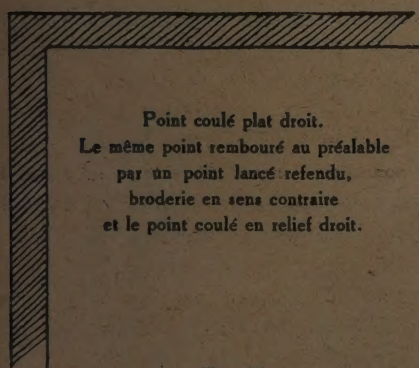 Point coulé plat droit.
Le même point rembouré au préalable
par un point lancé refendu,
broderie en sens contraire
et le point coulé en relief droit.